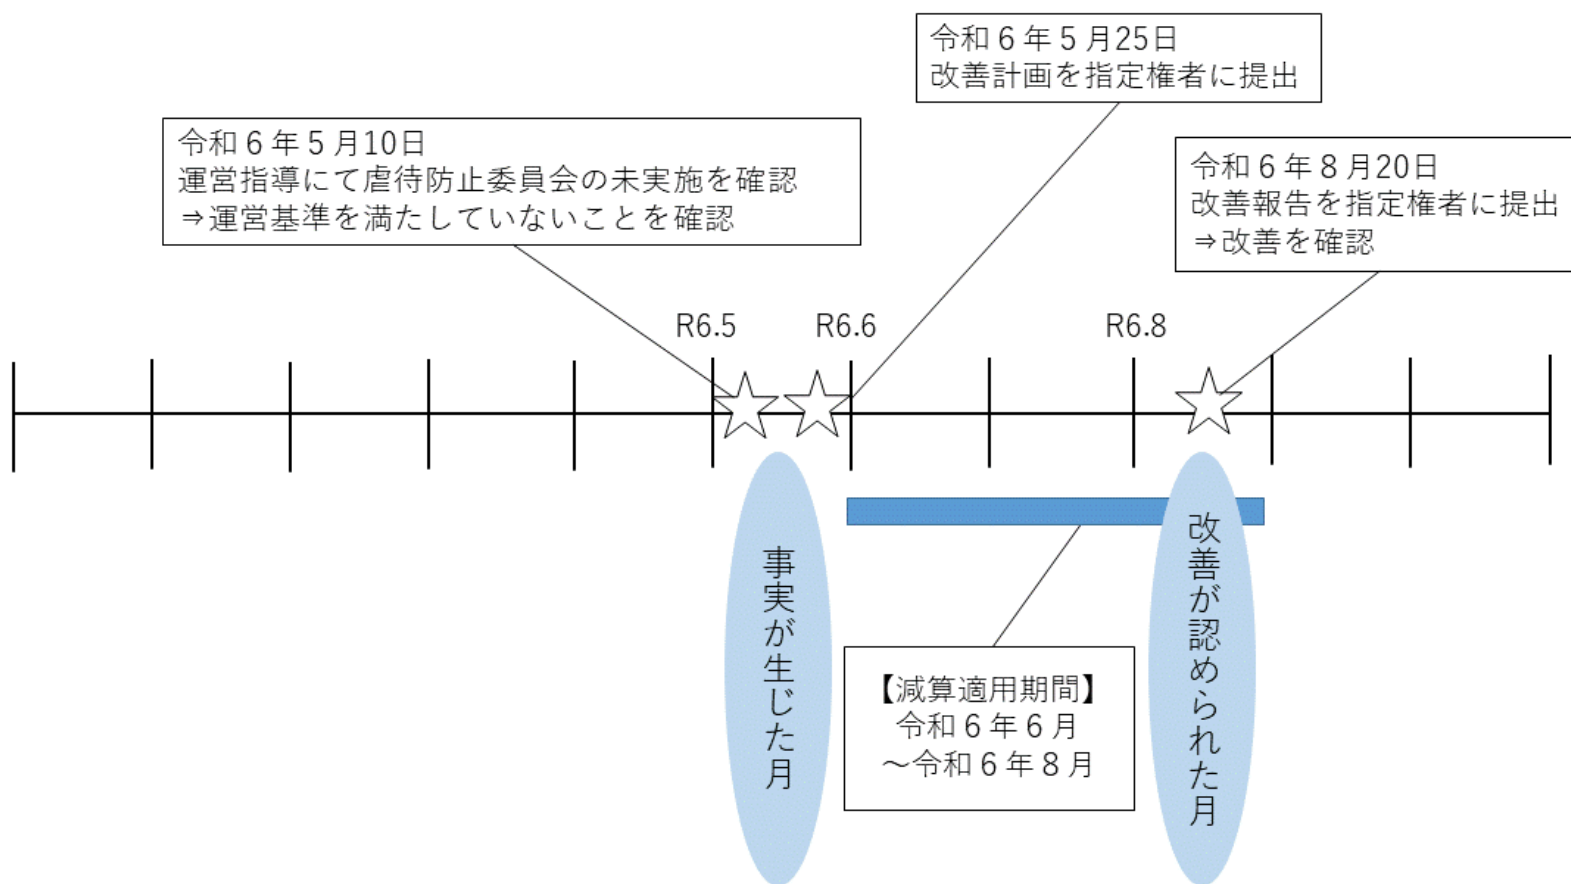 令和６年５月25日
改善計画を指定権者に提出
令和６年５月10日
運営指導にて虐待防止委員会の未実施を確認
⇒運営基準を満たしていないことを確認
令和６年８月20日
改善報告を指定権者に提出
⇒改善を確認
R6.5
R6.6
R6.8
事実が生じた月
【減算適用期間】
令和６年６月
～令和６年８月
改善が認められた月